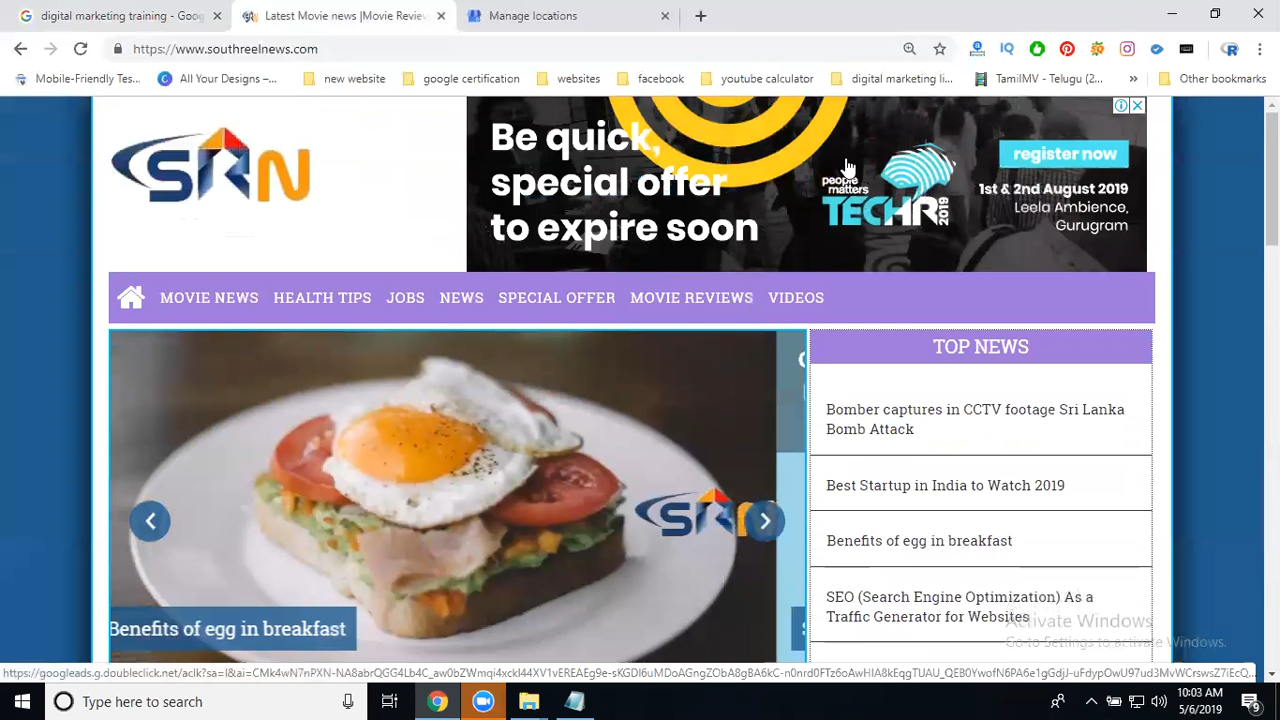 digital marketing training - Goo
Latest Movie news |Movie Review
Manage locations
https://www.southreelnews.com
Mobile-Friendly Tes...
All Your Designs –...
new website
google certification
websites
facebook
youtube calculator
digital marketing li...
TamilMV - Telugu (2...
Other bookmarks
SRN
Be quick,
special offer
to expire soon
people
matters
TECHR
2019
register now
1st & 2nd August 2019
Leela Ambience,
Gurugram
MOVIE NEWS HEALTH TIPS JOBS NEWS SPECIAL OFFER MOVIE REVIEWS VIDEOS
SRN
Benefits of egg in breakfast
TOP NEWS
Bomber captures in CCTV footage Sri Lanka
Bomb Attack
Best Startup in India to Watch 2019
Benefits of egg in breakfast
SEO (Search Engine Optimization) As a
Traffic Generator for Websites
Activate Windows
Go to Settings to activate Windows.
Type here to search
10:03 AM
5/6/2019